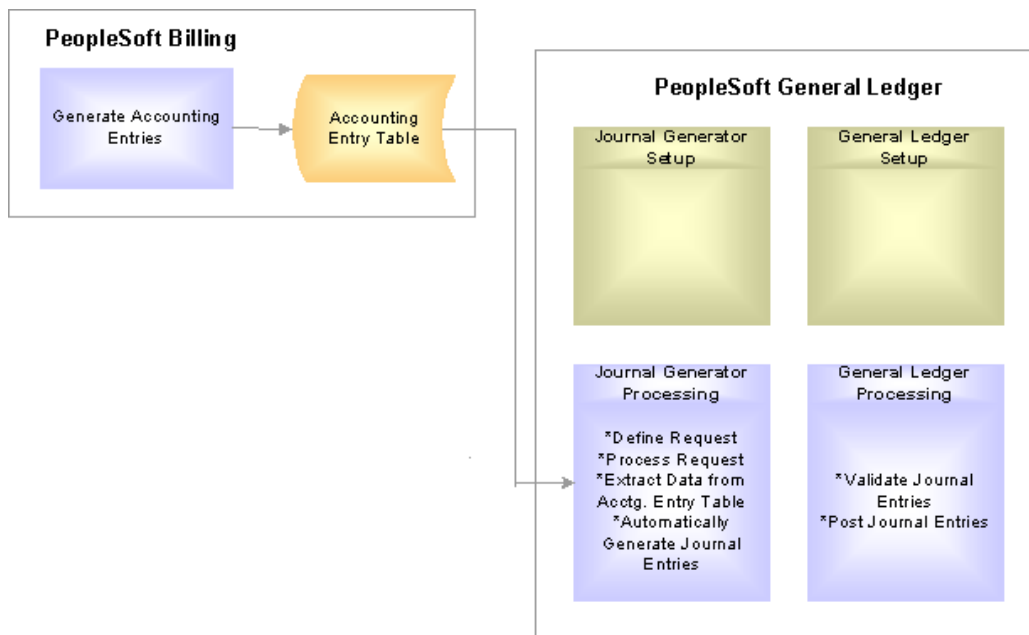 PeopleSoft Billing
Generate Accounting
Entries
Accounting
Entry Table
PeopleSoft General Ledger
Journal Generator
Setup
General Ledger
Setup
Journal Generator
Processing
*Define Request
*Process Request
*Extract Data from
Acctg. Entry Table
*Automatically
Generate Journal
Entries
General Ledger
Processing
*Validate Journal
Entries
*Post Journal Entries